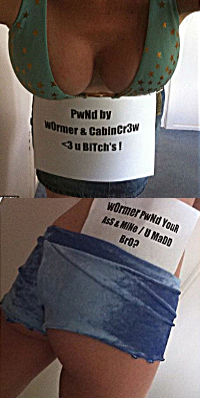 PwNd by
w0rmer & CabinCr3w
<3 u BiTch's !
w0rmer PwNd YouR
AsS & MiNe / U MaDD
BrO?